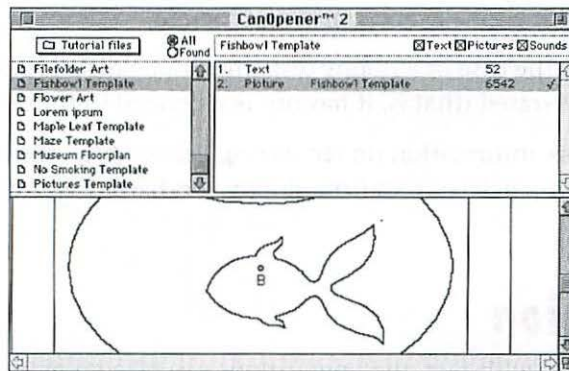 CanOpener™ 2
Tutorial files
All
Found
Fishbowl Template
Text Pictures Sounds
Filefolder Art
Fishbowl Template
Flower Art
Lorem ipsum
Maple Leaf Template
Maze Template
Museum Floorplan
No Smoking Template
Pictures Template
1. Text 52
2. Picture Fishbowl Template 6542 ✓